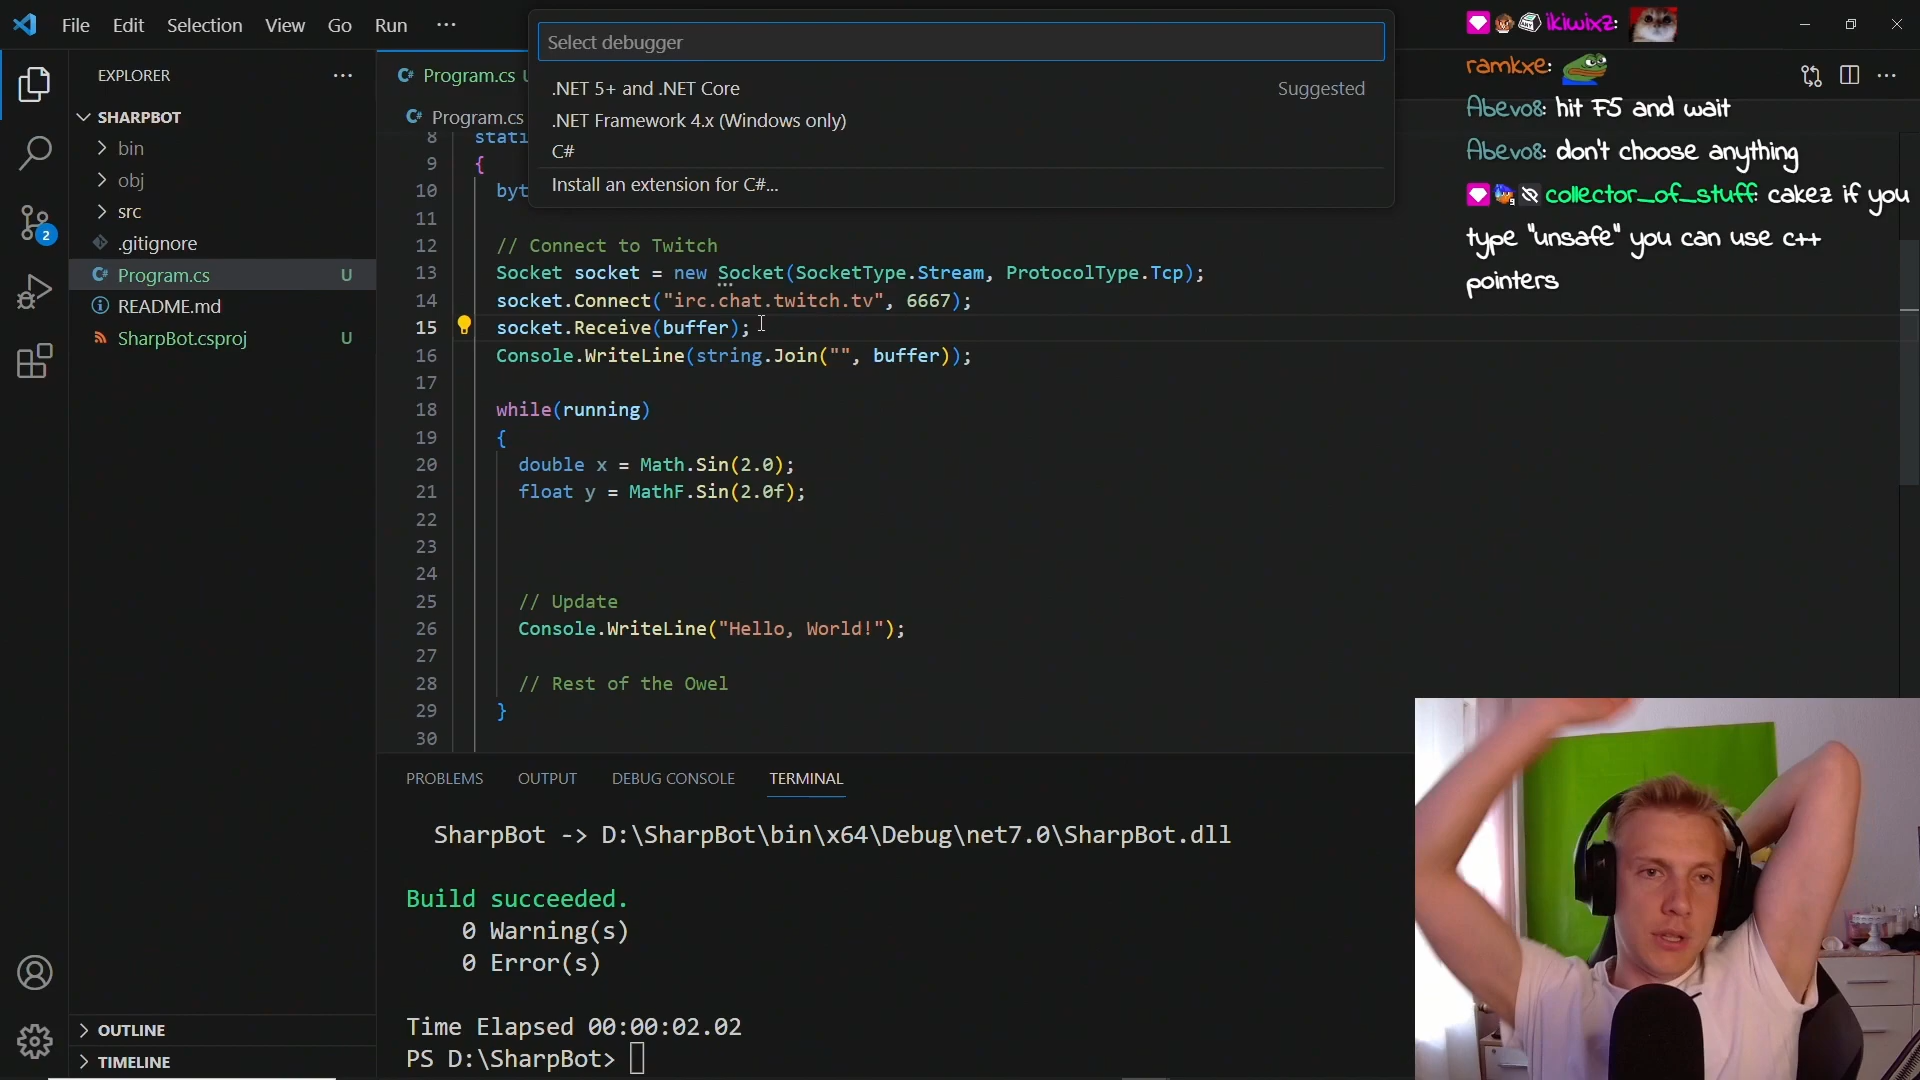 File Edit Selection View Go Run ···
Select debugger
.NET 5+ and .NET Core Suggested
.NET Framework 4.x (Windows only)
C#
Install an extension for C#...
EXPLORER ···
SHARPBOT
bin
obj
src
.gitignore
C# Program.cs U
README.md
SharpBot.csproj U
OUTLINE
TIMELINE
2
C# Program.cs U
C# Program.cs
8 stati
9 {
10 byt
11
12 // Connect to Twitch
13 Socket socket = new Socket(SocketType.Stream, ProtocolType.Tcp);
14 socket.Connect("irc.chat.twitch.tv", 6667);
15 socket.Receive(buffer);
16 Console.WriteLine(string.Join("", buffer));
17
18 while(running)
19 {
20 double x = Math.Sin(2.0);
21 float y = MathF.Sin(2.0f);
22
23
24
25 // Update
26 Console.WriteLine("Hello, World!");
27
28 // Rest of the Owel
29 }
30
PROBLEMS OUTPUT DEBUG CONSOLE TERMINAL
SharpBot -> D:\SharpBot\bin\x64\Debug\net7.0\SharpBot.dll
Build succeeded.
0 Warning(s)
0 Error(s)
Time Elapsed 00:00:02.02
PS D:\SharpBot>
ikiwixz:
ramkxe:
Abevo8: hit F5 and wait
Abevo8: don't choose anything
collector_of_stuff: cakez if you
type "unsafe" you can use c++
pointers